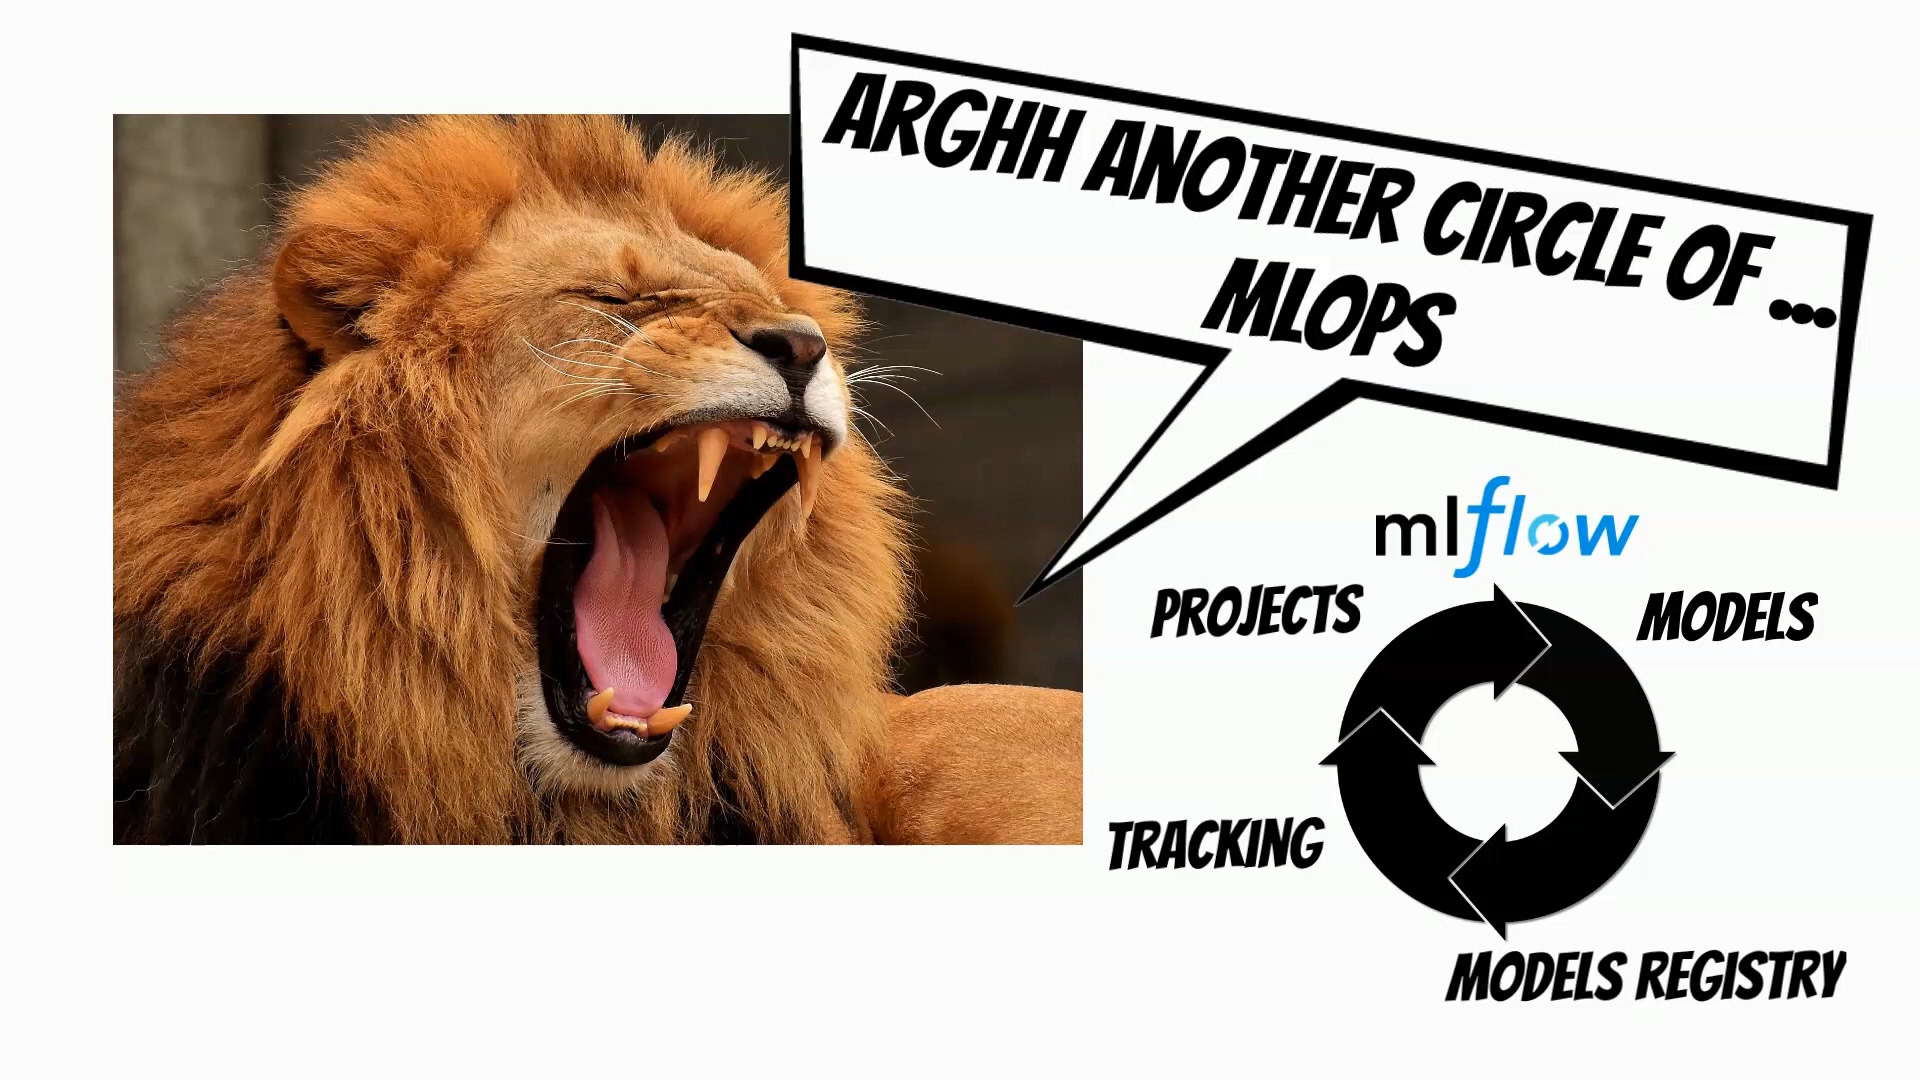 ARGHH ANOTHER CIRCLE OF ...
MLOPS
mlflow
PROJECTS
MODELS
TRACKING
MODELS REGISTRY